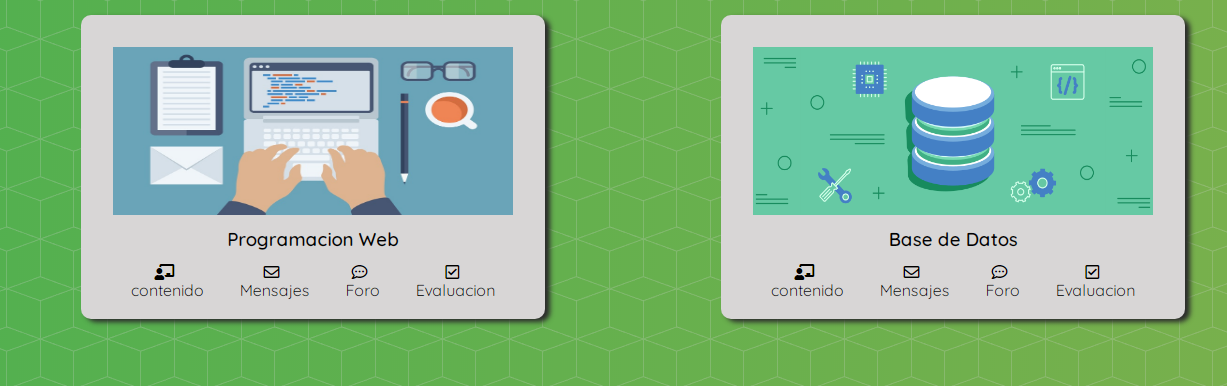 Programacion Web
contenido Mensajes Foro Evaluacion
Base de Datos
contenido Mensajes Foro Evaluacion